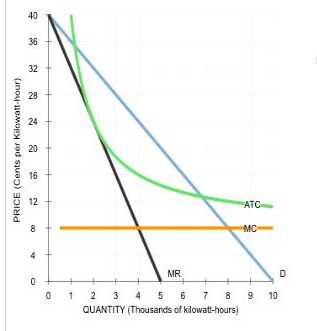 PRICE (Cents per Kilowatt-hour)
40
36
32
28
24
20
16
12
8
4
0
ATC
MC
MR
D
0 1 2 3 4 5 6 7 8 9 10
QUANTITY (Thousands of kilowatt-hours)